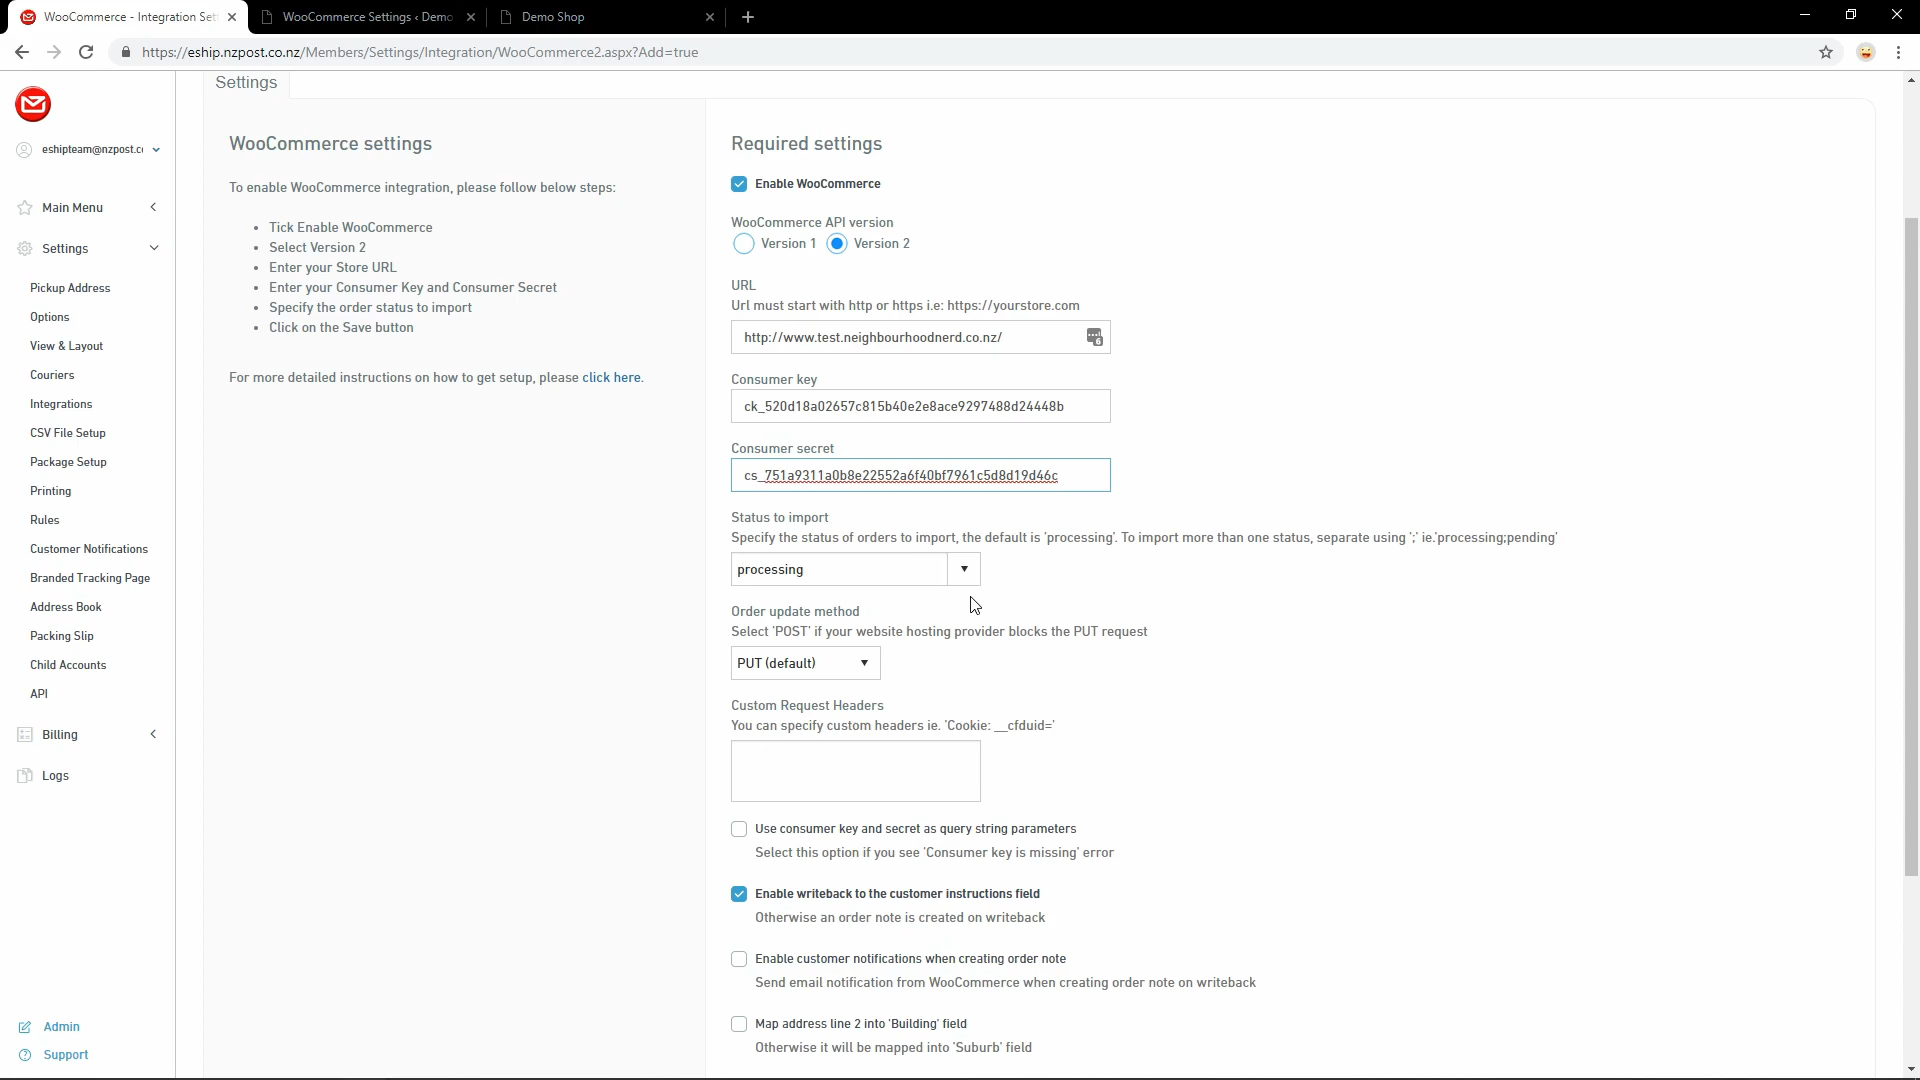 WooCommerce - Integration Set
WooCommerce Settings ‹ Demo
Demo Shop
https://eship.nzpost.co.nz/Members/Settings/Integration/WooCommerce2.aspx?Add=true
eshipteam@nzpost.c
Main Menu
Settings
Pickup Address
Options
View & Layout
Couriers
Integrations
CSV File Setup
Package Setup
Printing
Rules
Customer Notifications
Branded Tracking Page
Address Book
Packing Slip
Child Accounts
API
Billing
Logs
Admin
Support
Settings
WooCommerce settings
To enable WooCommerce integration, please follow below steps:
• Tick Enable WooCommerce
• Select Version 2
• Enter your Store URL
• Enter your Consumer Key and Consumer Secret
• Specify the order status to import
• Click on the Save button
For more detailed instructions on how to get setup, please click here.
Required settings
Enable WooCommerce
WooCommerce API version
Version 1 Version 2
URL
Url must start with http or https i.e: https://yourstore.com
http://www.test.neighbourhoodnerd.co.nz/
6
Consumer key
ck_520d18a02657c815b40e2e8ace9297488d24448b
Consumer secret
cs_751a9311a0b8e22552a6f40bf7961c5d8d19d46c
Status to import
Specify the status of orders to import, the default is 'processing'. To import more than one status, separate using ';' ie.'processing;pending'
processing
Order update method
Select 'POST' if your website hosting provider blocks the PUT request
PUT (default)
Custom Request Headers
You can specify custom headers ie. 'Cookie: __cfduid='
Use consumer key and secret as query string parameters
Select this option if you see 'Consumer key is missing' error
Enable writeback to the customer instructions field
Otherwise an order note is created on writeback
Enable customer notifications when creating order note
Send email notification from WooCommerce when creating order note on writeback
Map address line 2 into 'Building' field
Otherwise it will be mapped into 'Suburb' field